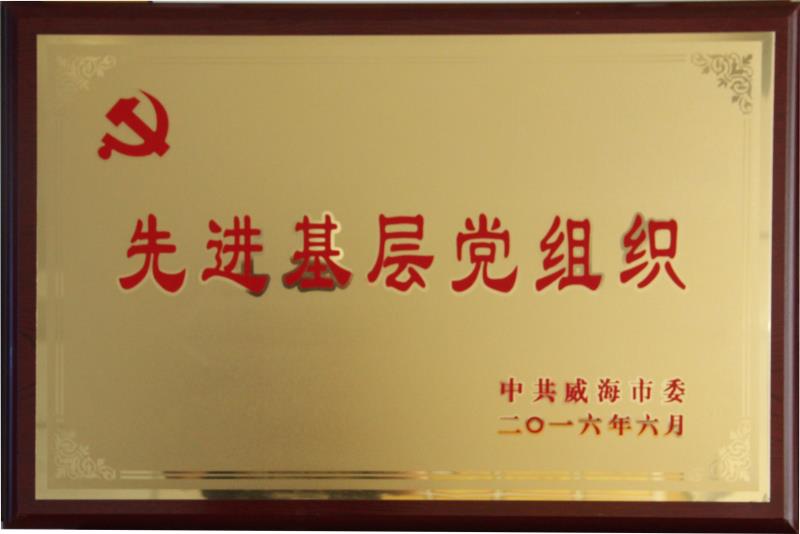 先进基层党组织
中共威海市委
二〇一六年六月